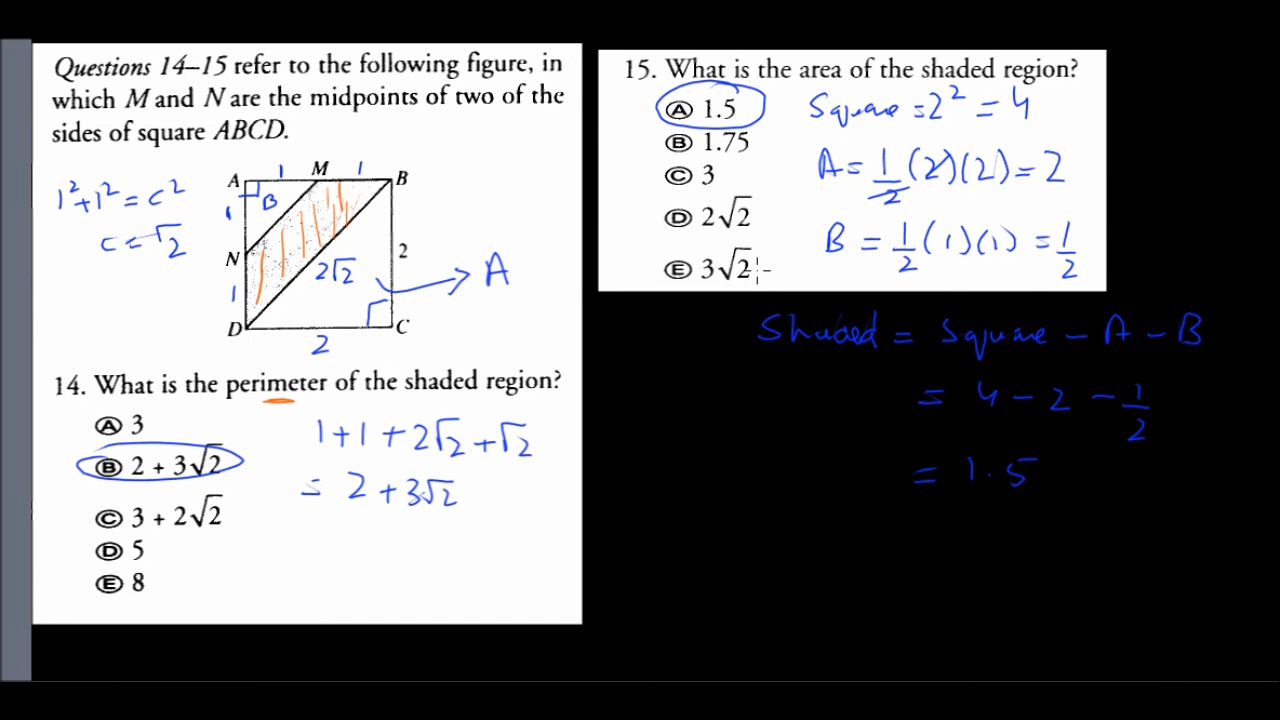 Questions 14–15 refer to the following figure, in
which M and N are the midpoints of two of the
sides of square ABCD.
1² + 1² = c²
c = √2
A 1 M 1 B
1 B
N 2√2 2
1 A
D C
2
14. What is the perimeter of the shaded region?
Ⓐ 3
Ⓑ 2 + 3√2
Ⓒ 3 + 2√2
Ⓓ 5
Ⓔ 8
1 + 1 + 2√2 + √2
= 2 + 3√2
15. What is the area of the shaded region?
Ⓐ 1.5
Ⓑ 1.75
Ⓒ 3
Ⓓ 2√2
Ⓔ 3√2
Square = 2² = 4
A = 1/2 (2)(2) = 2
B = 1/2 (1)(1) = 1/2
Shaded = Square - A - B
= 4 - 2 - 1/2
= 1.5